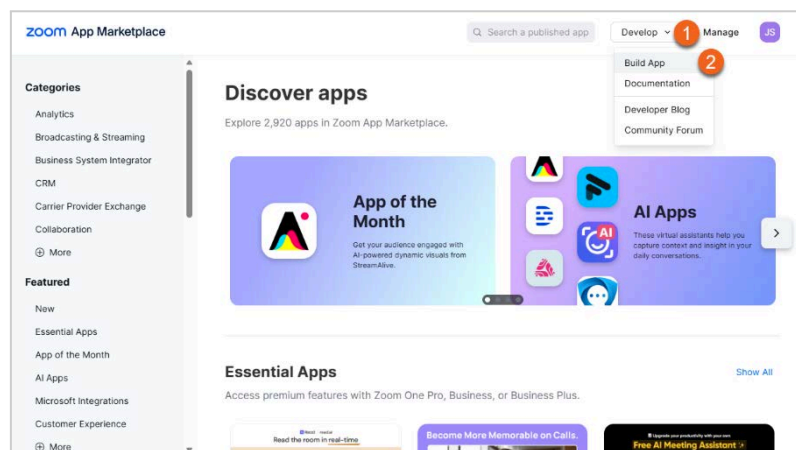 zoom App Marketplace
Search a published app
Develop
1
Manage
JS
Build App
2
Documentation
Developer Blog
Community Forum
Categories
Analytics
Broadcasting & Streaming
Business System Integrator
CRM
Carrier Provider Exchange
Collaboration
More
Featured
New
Essential Apps
App of the Month
AI Apps
Microsoft Integrations
Customer Experience
More
Discover apps
Explore 2,920 apps in Zoom App Marketplace.
App of the
Month
Get your audience engaged with
AI-powered dynamic visuals from
StreamAlive.
AI
AI Apps
These virtual assistants help you
capture context and insight in your
daily conversations.
Essential Apps
Show All
Access premium features with Zoom One Pro, Business, or Business Plus.
Read the room in real-time
Become More Memorable on Calls.
Upgrade your productivity with your own
Free AI Meeting Assistant